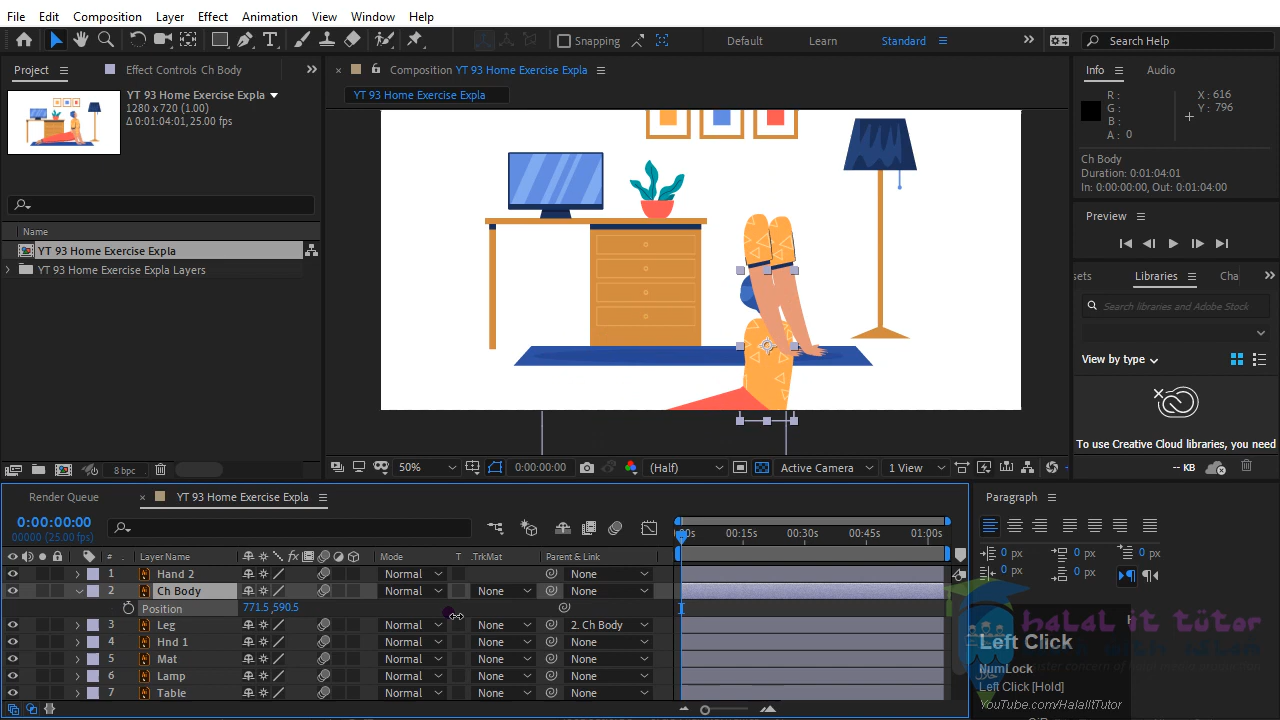 File Edit Composition Layer Effect Animation View Window Help
Snapping Default Learn Standard Search Help
Project Effect Controls Ch Body Composition YT 93 Home Exercise Expla Info Audio
YT 93 Home Exercise Expla
1280 x 720 (1.00)
Δ 0:01:04:01, 25.00 fps
YT 93 Home Exercise Expla
R: X: 616
G: Y: 796
B:
A: 0
Ch Body
Duration: 0:01:04:01
In: 0:00:00:00, Out: 0:01:04:00
Preview
Name
YT 93 Home Exercise Expla
YT 93 Home Exercise Expla Layers
sets Libraries Cha
Search libraries and Adobe Stock
View by type
To use Creative Cloud libraries, you need
-- KB
8 bpc
50% 0:00:00:00 (Half) Active Camera 1 View
Render Queue YT 93 Home Exercise Expla Paragraph
0:00:00:00
00000 (25.00 fps)
:00s 00:15s 00:30s 00:45s 01:00s
# Layer Name Mode T .TrkMat Parent & Link
1 Hand 2 Normal None
2 Ch Body Normal None None
Position 771.5,590.5
3 Leg Normal None 2. Ch Body
4 Hnd 1 Normal None None
5 Mat Normal None None
6 Lamp Normal None None
7 Table Normal None None
0 px 0 px 0 px
0 px 0 px
halal it tutor
Left Click
NumLock
Left Click [Hold]
YouTube.com/HalalItTutor